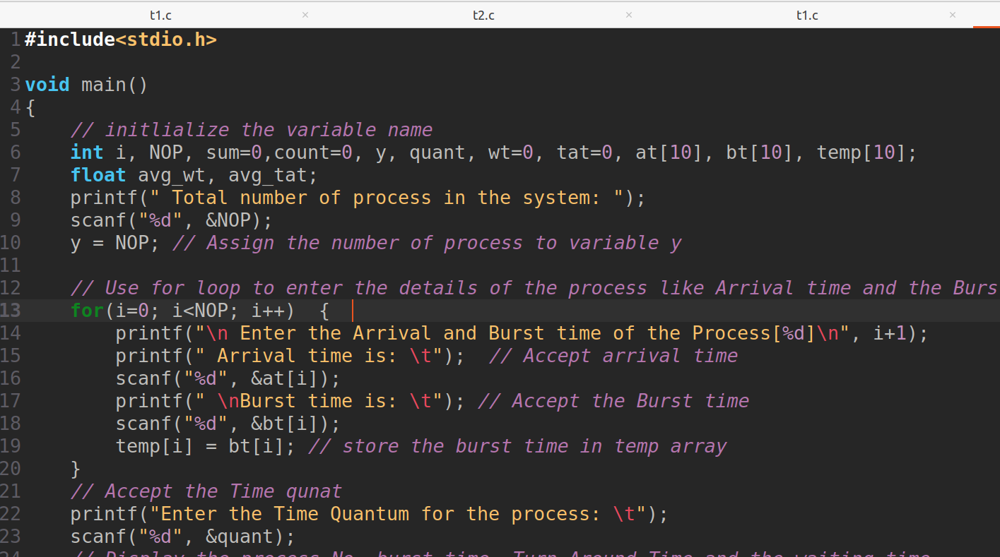 t1.c × t2.c × t1.c ×
1 #include<stdio.h>
2
3 void main()
4 {
5     // initlialize the variable name
6     int i, NOP, sum=0,count=0, y, quant, wt=0, tat=0, at[10], bt[10], temp[10];
7     float avg_wt, avg_tat;
8     printf(" Total number of process in the system: ");
9     scanf("%d", &NOP);
10     y = NOP; // Assign the number of process to variable y
11
12     // Use for loop to enter the details of the process like Arrival time and the Burs
13     for(i=0; i<NOP; i++)  {
14         printf("\n Enter the Arrival and Burst time of the Process[%d]\n", i+1);
15         printf(" Arrival time is: \t");  // Accept arrival time
16         scanf("%d", &at[i]);
17         printf(" \nBurst time is: \t"); // Accept the Burst time
18         scanf("%d", &bt[i]);
19         temp[i] = bt[i]; // store the burst time in temp array
20     }
21     // Accept the Time qunat
22     printf("Enter the Time Quantum for the process: \t");
23     scanf("%d", &quant);
24     // Display the process No, burst time, Turn Around Time and the waiting time